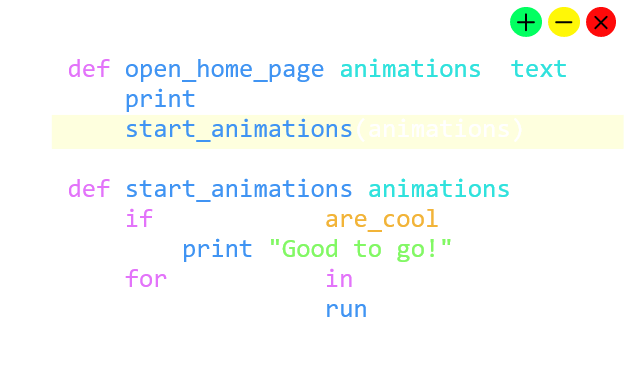 def open_home_page animations text
print
start_animations(animations)
def start_animations animations
if are_cool
print "Good to go!"
for in
run